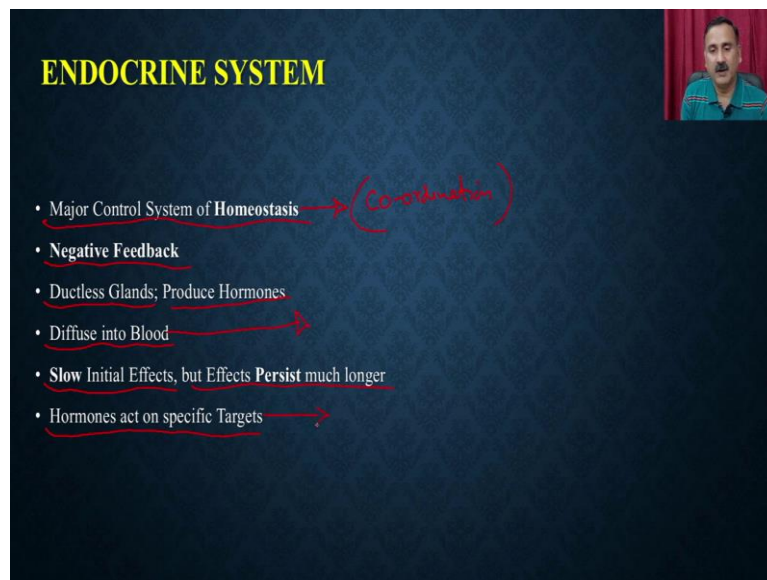 ENDOCRINE SYSTEM
• Major Control System of Homeostasis → (Co-ordination)
• Negative Feedback
• Ductless Glands; Produce Hormones
• Diffuse into Blood
• Slow Initial Effects, but Effects Persist much longer
• Hormones act on specific Targets